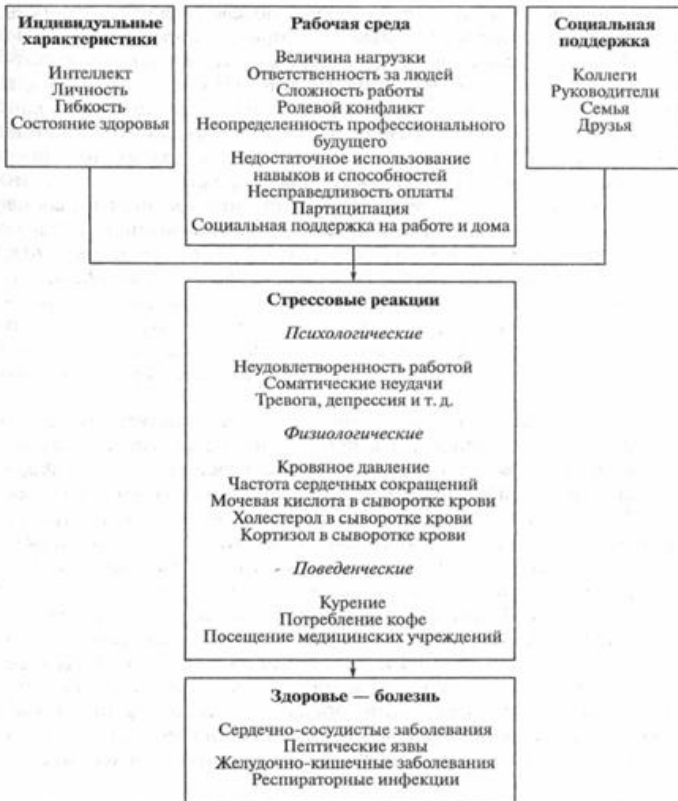 Индивидуальные
характеристики
Интеллект
Личность
Гибкость
Состояние здоровья
Рабочая среда
Величина нагрузки
Ответственность за людей
Сложность работы
Ролевой конфликт
Неопределенность профессионального
будущего
Недостаточное использование
навыков и способностей
Несправедливость оплаты
Партиципация
Социальная поддержка на работе и дома
Социальная
поддержка
Коллеги
Руководители
Семья
Друзья
Стрессовые реакции
Психологические
Неудовлетворенность работой
Соматические неудачи
Тревога, депрессия и т. д.
Физиологические
Кровяное давление
Частота сердечных сокращений
Мочевая кислота в сыворотке крови
Холестерол в сыворотке крови
Кортизол в сыворотке крови
Поведенческие
Курение
Потребление кофе
Посещение медицинских учреждений
Здоровье — болезнь
Сердечно-сосудистые заболевания
Пептические язвы
Желудочно-кишечные заболевания
Респираторные инфекции